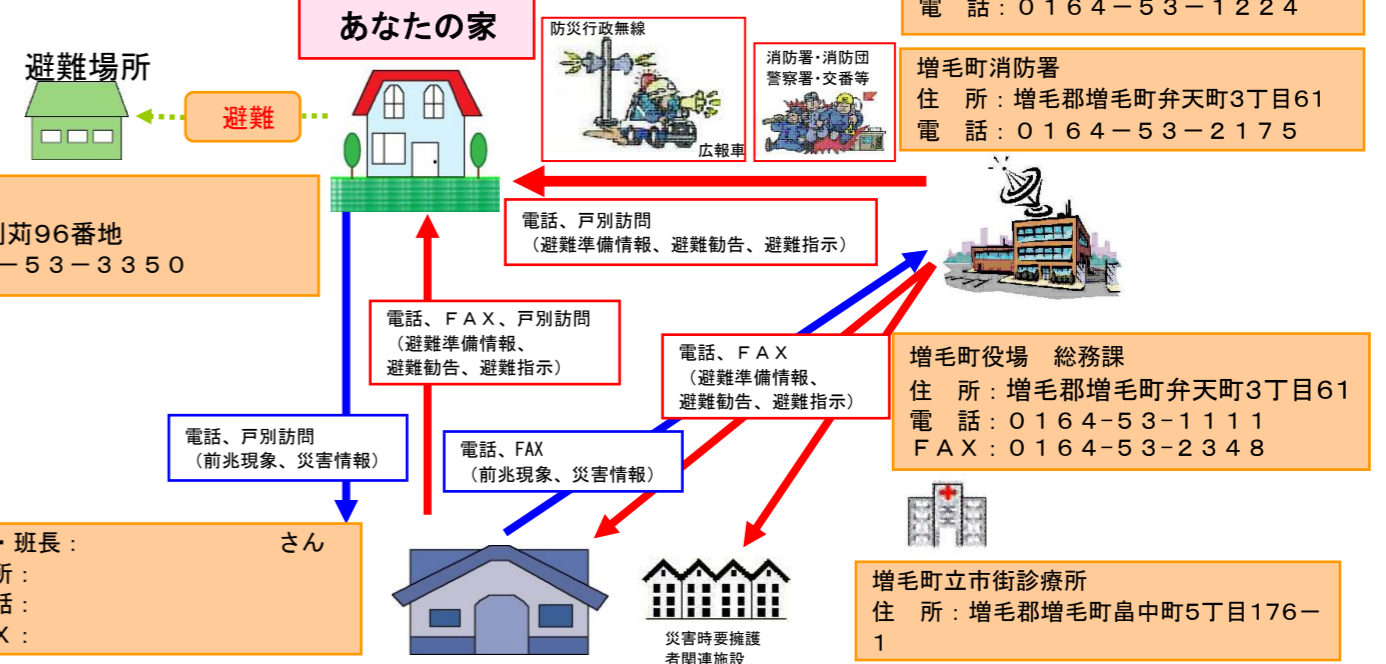 電　話：０１６４－５３－１２２４
あなたの家
防災行政無線
広報車
消防署・消防団
警察署・交番等
増毛町消防署
住　所：増毛郡増毛町弁天町3丁目61
電　話：０１６４－５３－２１７５
避難場所
避難
苅96番地
－５３－３３５０
電話、戸別訪問
（避難準備情報、避難勧告、避難指示）
電話、ＦＡＸ、戸別訪問
（避難準備情報、
避難勧告、避難指示）
電話、ＦＡＸ
（避難準備情報、
避難勧告、避難指示）
増毛町役場　総務課
住　所：増毛郡増毛町弁天町3丁目61
電　話：０１６４-５３-１１１１
ＦＡＸ：０１６４-５３-２３４８
電話、戸別訪問
（前兆現象、災害情報）
電話、FAX
（前兆現象、災害情報）
・班長：　　　　　　　　さん
所：
話：
Ｘ：
災害時要援護
者関連施設
増毛町立市街診療所
住　所：増毛郡増毛町畠中町5丁目176－
1